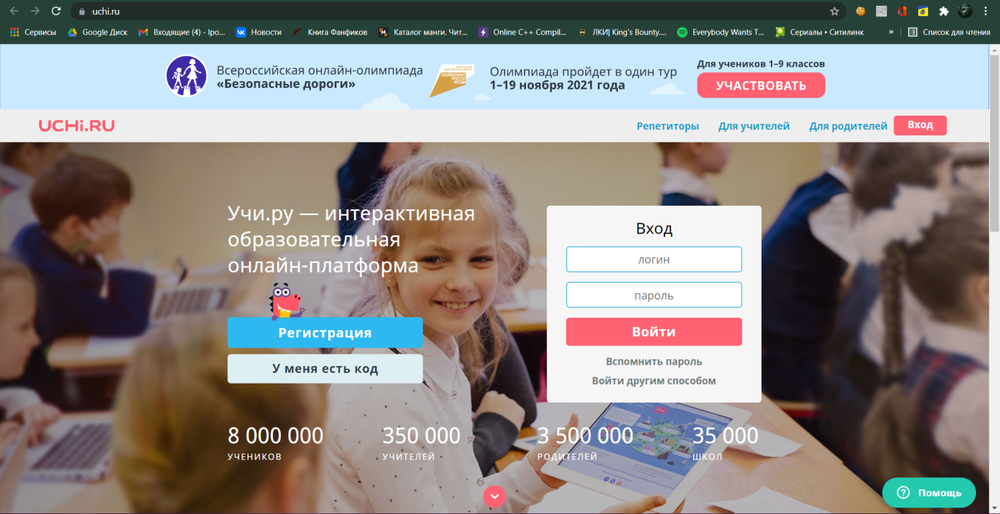 uchi.ru
Сервисы
Google Диск
Входящие (4) - lpo...
Новости
Книга Фанфиков
Каталог манги. Чит...
Online C++ Compil...
ЛКИ| King's Bounty....
Everybody Wants T...
Сериалы • Ситилинк
»
Список для чтения
Всероссийская онлайн-олимпиада
«Безопасные дороги»
НАЦИОНАЛЬНЫЕ
ПРОЕКТЫ
РОССИИ
Олимпиада пройдет в один тур
1–19 ноября 2021 года
Для учеников 1–9 классов
УЧАСТВОВАТЬ
UCHi.RU
Репетиторы
Для учителей
Для родителей
Вход
Учи.ру — интерактивная
образовательная
онлайн-платформа
Регистрация
У меня есть код
Вход
логин
пароль
Войти
Вспомнить пароль
Войти другим способом
8 000 000
УЧЕНИКОВ
350 000
УЧИТЕЛЕЙ
3 500 000
РОДИТЕЛЕЙ
35 000
ШКОЛ
Помощь